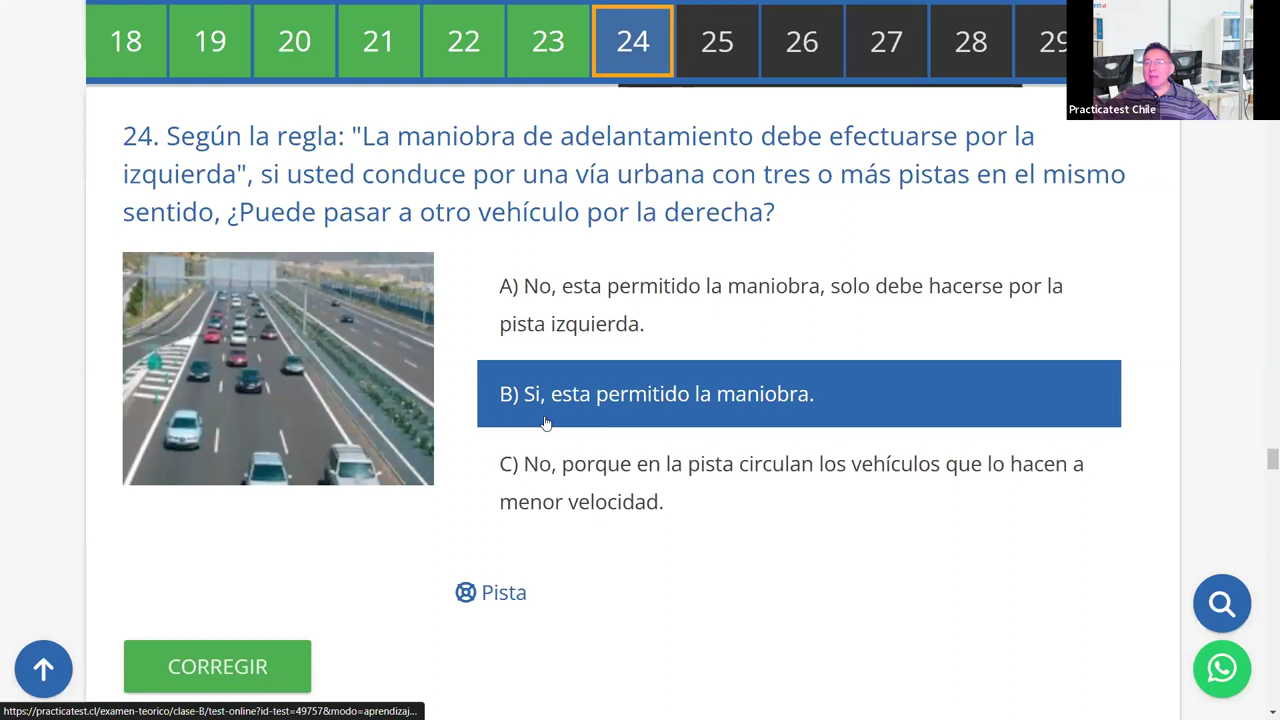 18 19 20 21 22 23 24 25 26 27 28 29
Practicatest Chile
24. Según la regla: "La maniobra de adelantamiento debe efectuarse por la
izquierda", si usted conduce por una vía urbana con tres o más pistas en el mismo
sentido, ¿Puede pasar a otro vehículo por la derecha?
A) No, esta permitido la maniobra, solo debe hacerse por la
pista izquierda.
B) Si, esta permitido la maniobra.
C) No, porque en la pista circulan los vehículos que lo hacen a
menor velocidad.
Pista
CORREGIR
https://practicatest.cl/examen-teorico/clase-B/test-online?id-test=49757&modo=aprendizaj...